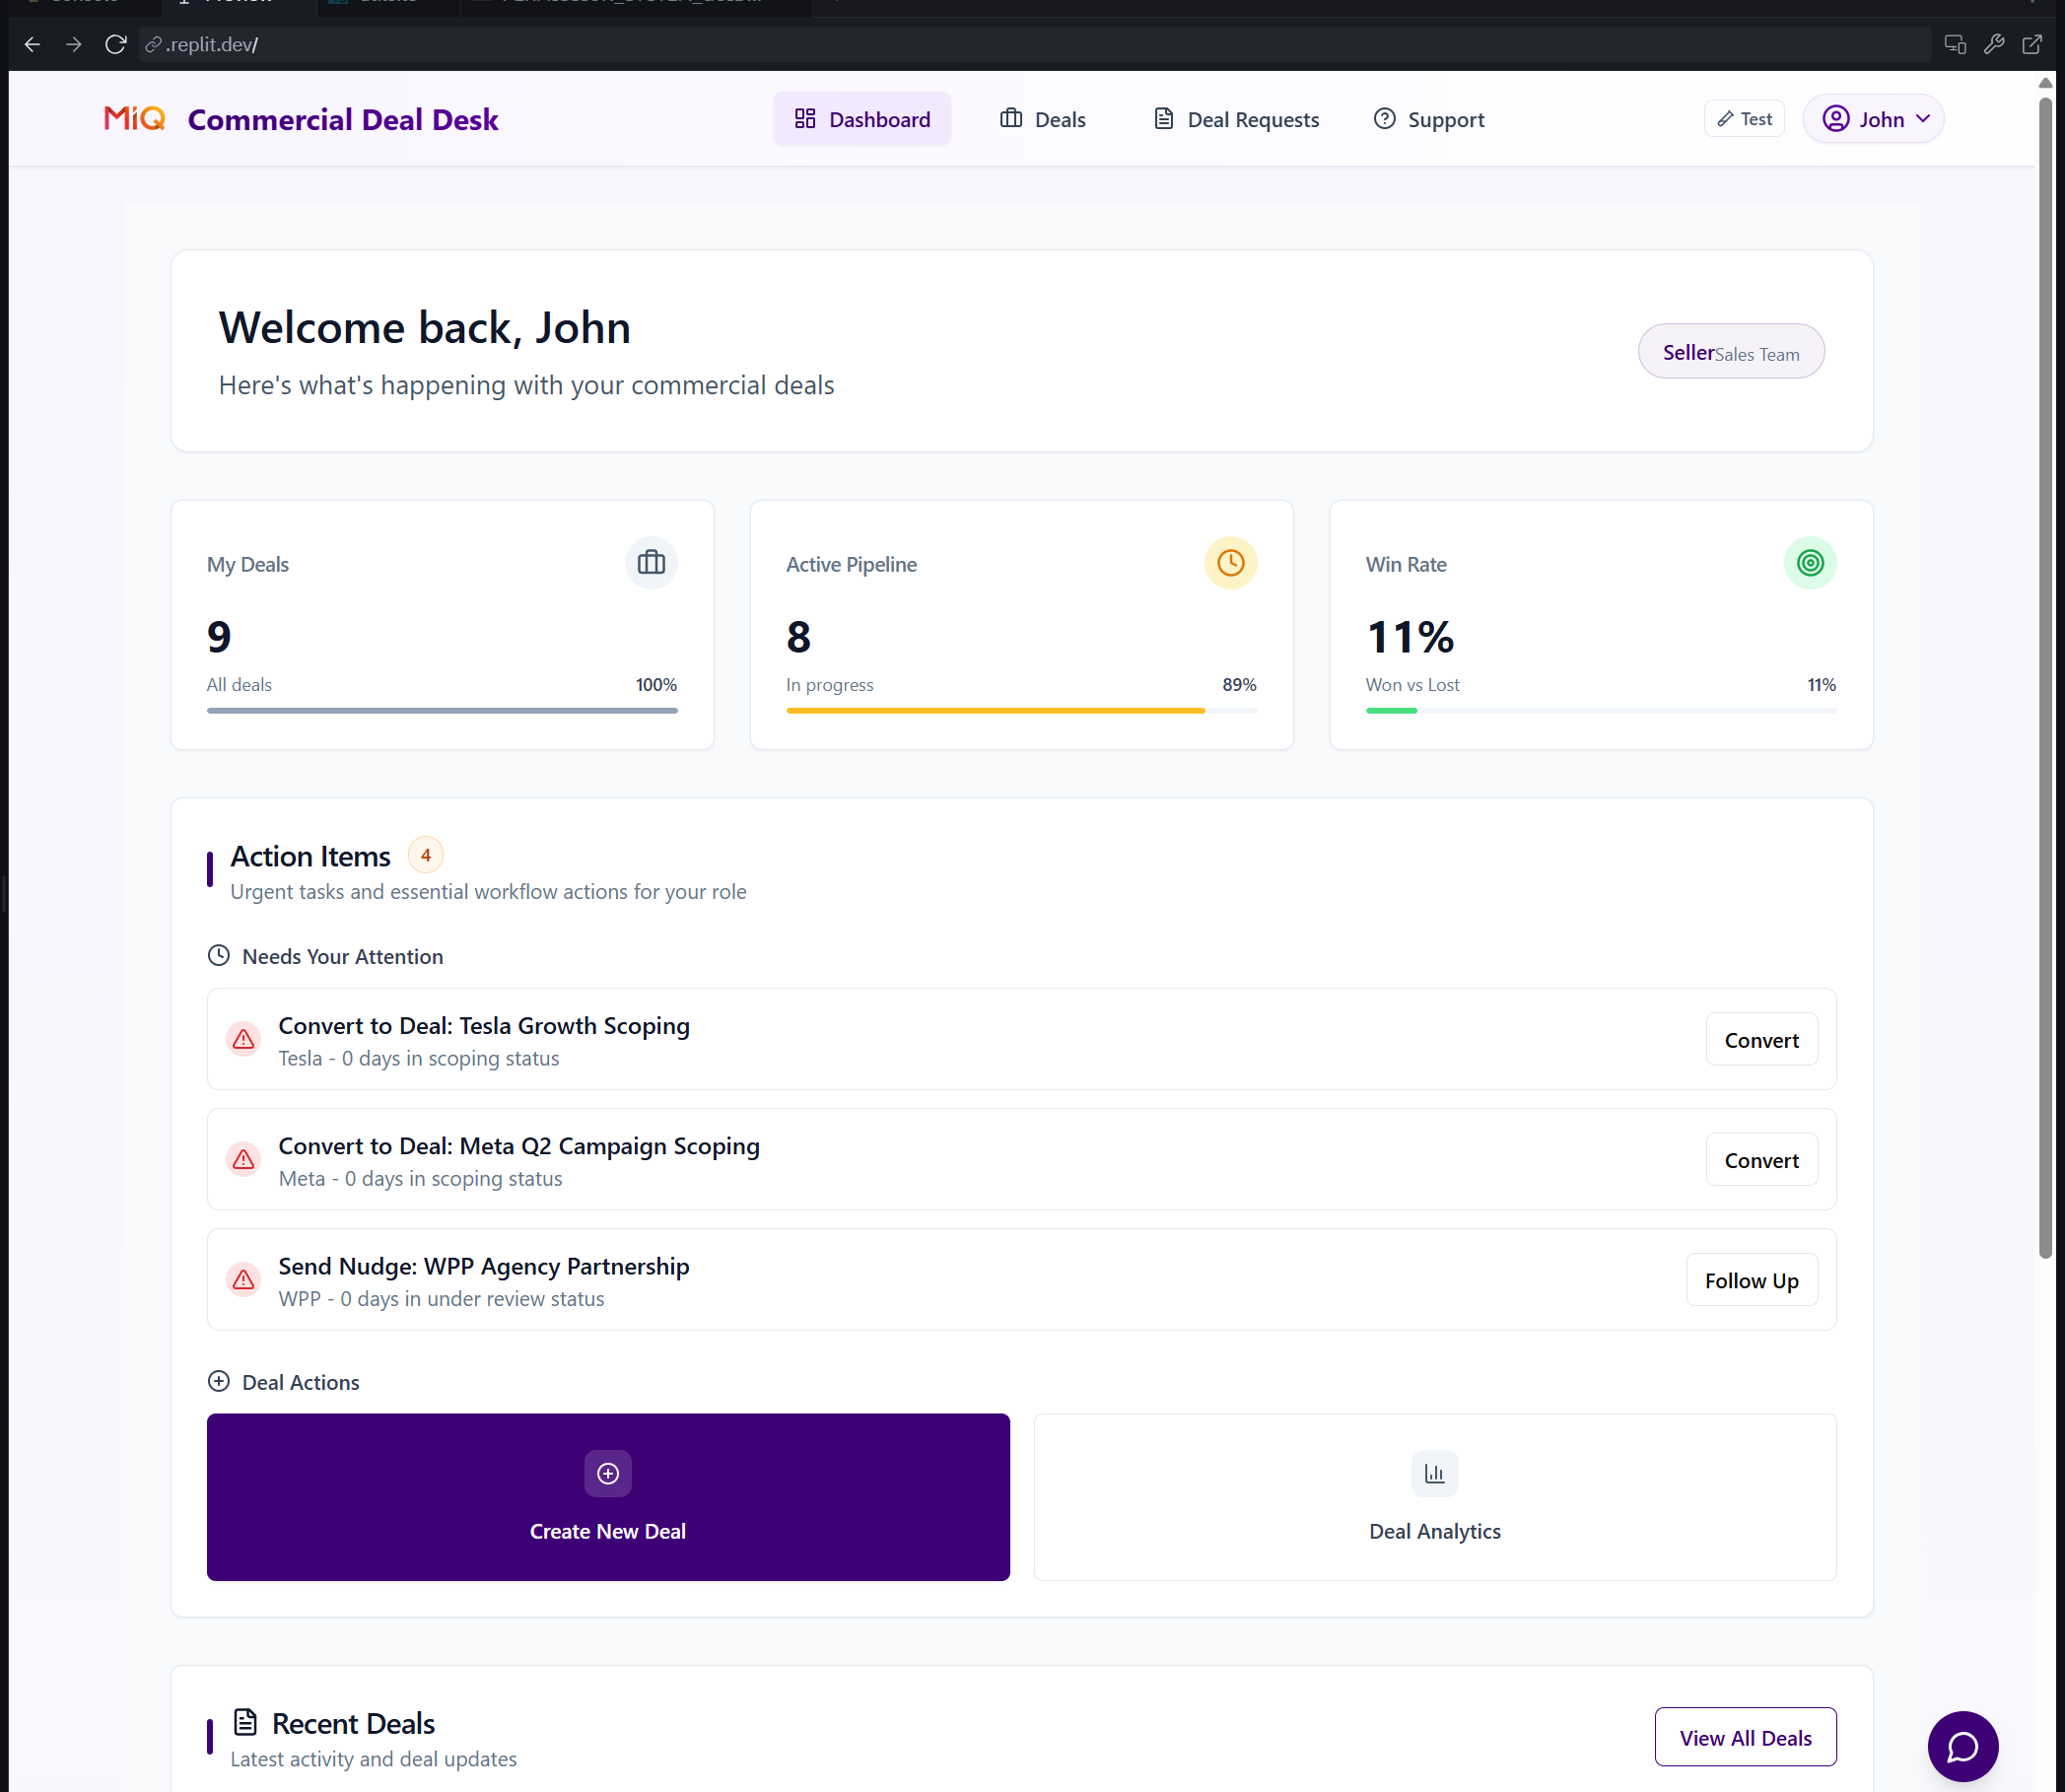 .replit.dev/
MiQ Commercial Deal Desk
Dashboard
Deals
Deal Requests
Support
Test
John
Welcome back, John
Here's what's happening with your commercial deals
Seller Sales Team
My Deals
9
All deals 100%
Active Pipeline
8
In progress 89%
Win Rate
11%
Won vs Lost 11%
Action Items 4
Urgent tasks and essential workflow actions for your role
Needs Your Attention
Convert to Deal: Tesla Growth Scoping
Tesla - 0 days in scoping status
Convert
Convert to Deal: Meta Q2 Campaign Scoping
Meta - 0 days in scoping status
Convert
Send Nudge: WPP Agency Partnership
WPP - 0 days in under review status
Follow Up
Deal Actions
Create New Deal
Deal Analytics
Recent Deals
Latest activity and deal updates
View All Deals